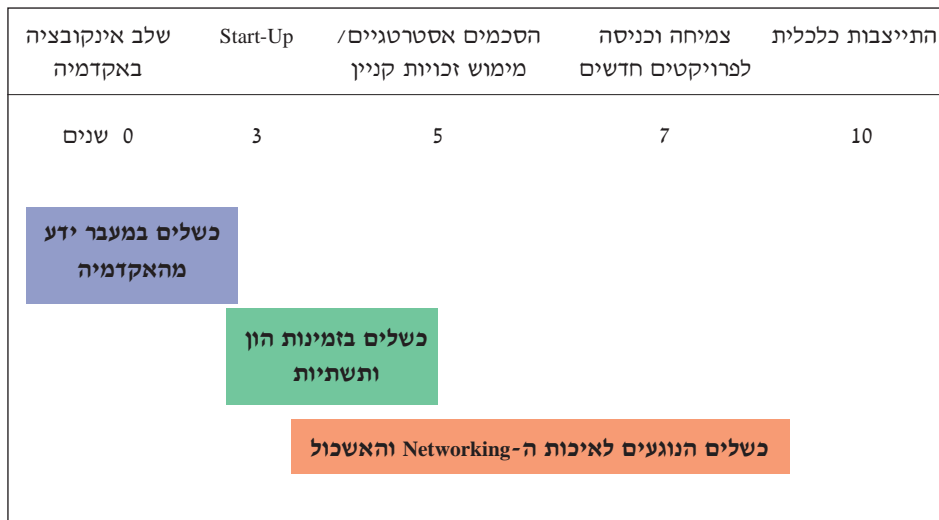 שלב אינקובציה Start-Up הסכמים אסטרטגיים/ צמיחה וכניסה התייצבות כלכלית
באקדמיה מימוש זכויות קניין לפרויקטים חדשים
0 שנים 3 5 7 10
כשלים במעבר ידע
מהאקדמיה
כשלים בזמינות הון
ותשתיות
כשלים הנוגעים לאיכות ה-Networking והאשכול